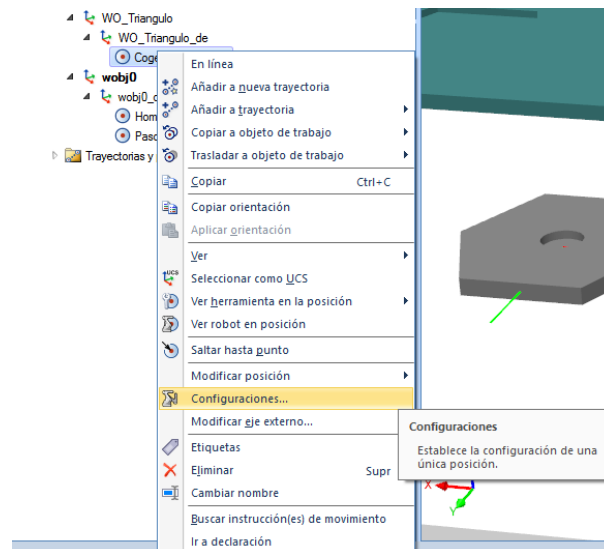 WO_Triangulo
WO_Triangulo_de
Coge
wobj0
wobj0_
Hom
Paso
Trayectorias y
En línea
Añadir a nueva trayectoria
Añadir a trayectoria
Copiar a objeto de trabajo
Trasladar a objeto de trabajo
Copiar Ctrl+C
Copiar orientación
Aplicar orientación
Ver
UCS Seleccionar como UCS
Ver herramienta en la posición
Ver robot en posición
Saltar hasta punto
Modificar posición
Configuraciones...
Modificar eje externo...
Etiquetas
Eliminar Supr
Cambiar nombre
Buscar instrucción(es) de movimiento
Ir a declaración
Configuraciones
Establece la configuración de una
única posición.
X
Y